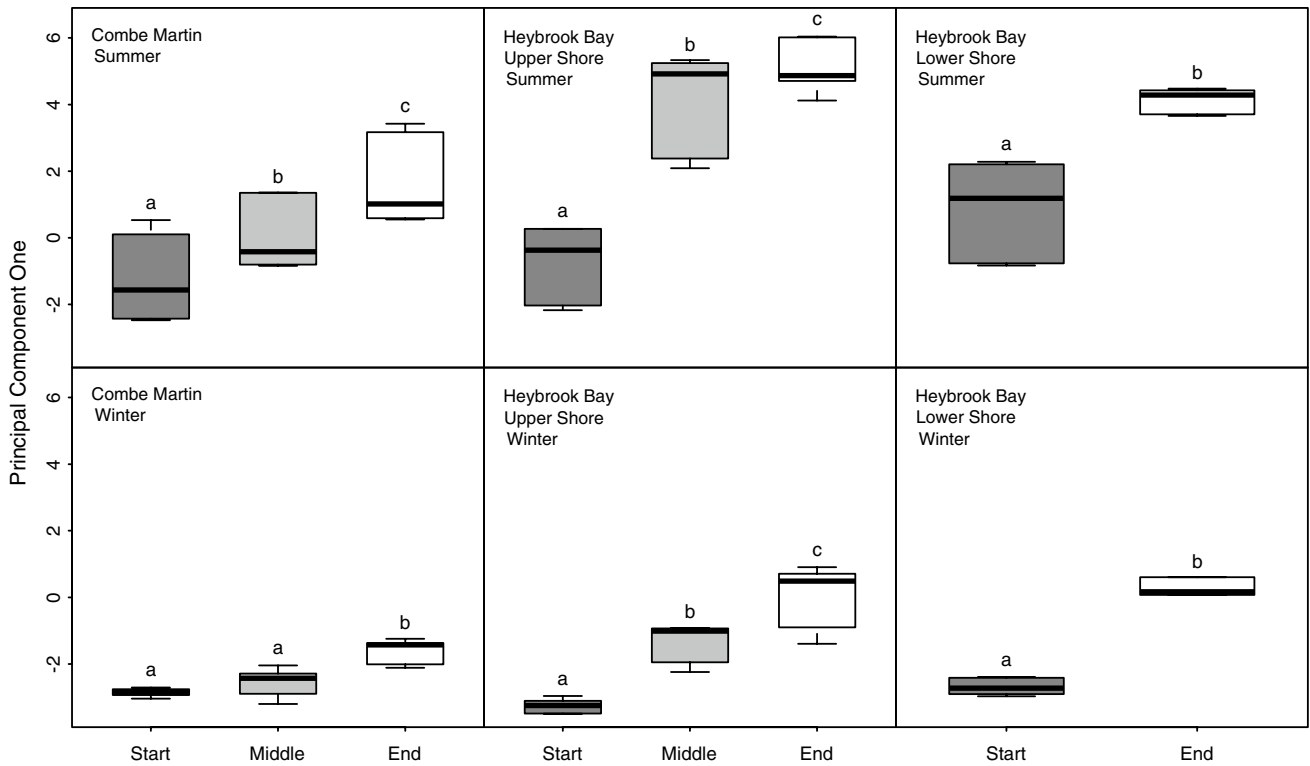 Principal Component One
6
4
2
0
-2
Combe Martin
Summer
a
b
c
Heybrook Bay
Upper Shore
Summer
a
b
c
Heybrook Bay
Lower Shore
Summer
a
b
6
4
2
0
-2
Combe Martin
Winter
a
a
b
Heybrook Bay
Upper Shore
Winter
a
b
c
Heybrook Bay
Lower Shore
Winter
a
b
Start Middle End
Start Middle End
Start End